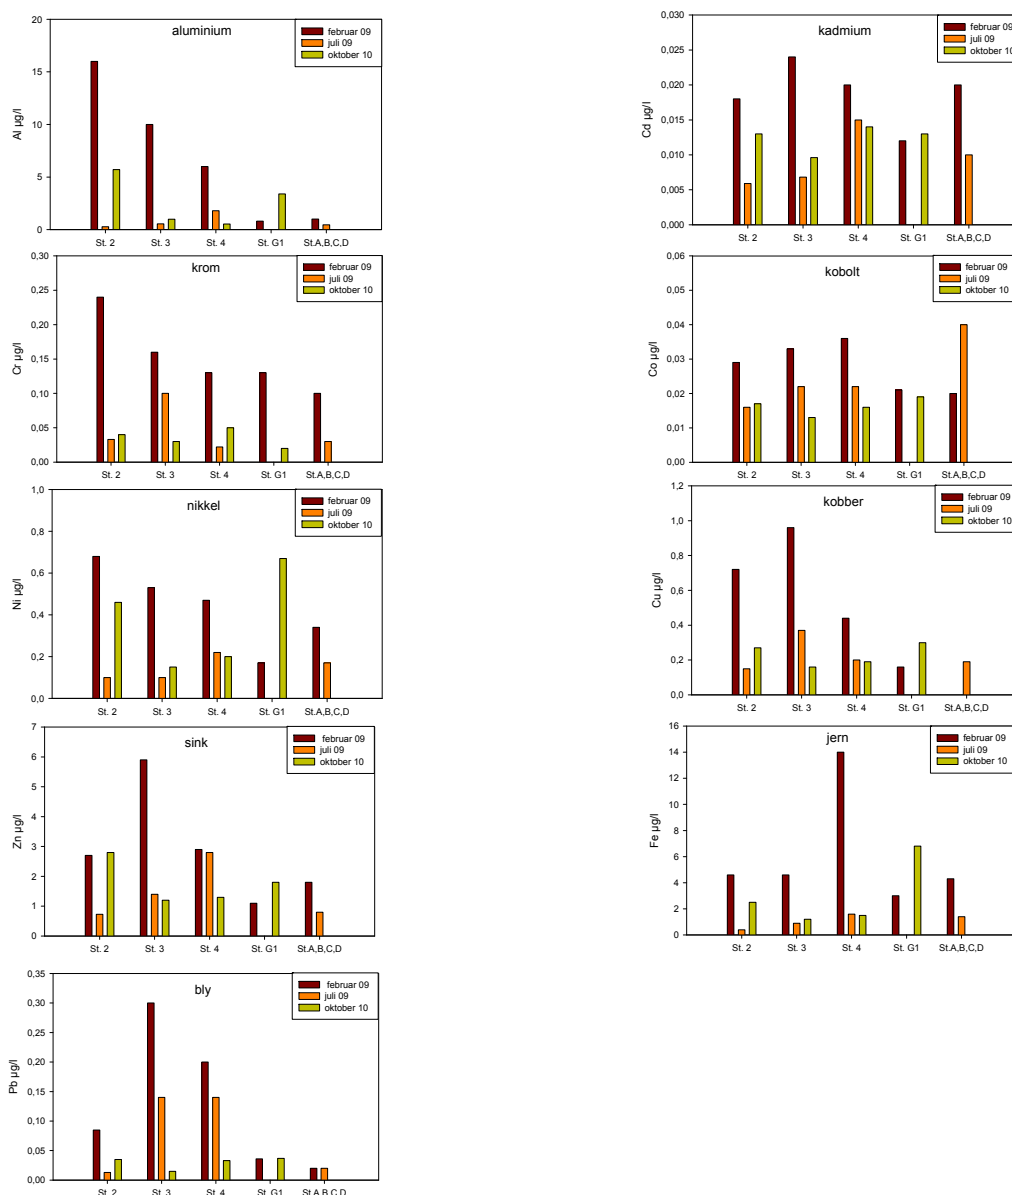 aluminium
februar 09
juli 09
oktober 10
Al µg/l
20
15
10
5
0
St. 2 St. 3 St. 4 St. G1 St.A,B,C,D
kadmium
februar 09
juli 09
oktober 10
Cd µg/l
0,030
0,025
0,020
0,015
0,010
0,005
0,000
St. 2 St. 3 St. 4 St. G1 St.A,B,C,D
krom
februar 09
juli 09
oktober 10
Cr µg/l
0,30
0,25
0,20
0,15
0,10
0,05
0,00
St. 2 St. 3 St. 4 St. G1 St.A,B,C,D
kobolt
februar 09
juli 09
oktober 10
Co µg/l
0,06
0,05
0,04
0,03
0,02
0,01
0,00
St. 2 St. 3 St. 4 St. G1 St.A,B,C,D
nikkel
februar 09
juli 09
oktober 10
Ni µg/l
1,0
0,8
0,6
0,4
0,2
0,0
St. 2 St. 3 St. 4 St. G1 St.A,B,C,D
kobber
februar 09
juli 09
oktober 10
Cu µg/l
1,2
1,0
0,8
0,6
0,4
0,2
0,0
St. 2 St. 3 St. 4 St. G1 St.A,B,C,D
sink
februar 09
juli 09
oktober 10
Zn µg/l
7
6
5
4
3
2
1
0
St. 2 St. 3 St. 4 St. G1 St.A,B,C,D
jern
februar 09
juli 09
oktober 10
Fe µg/l
16
14
12
10
8
6
4
2
0
St. 2 St. 3 St. 4 St. G1 St.A,B,C,D
bly
februar 09
juli 09
oktober 10
Pb µg/l
0,35
0,30
0,25
0,20
0,15
0,10
0,05
0,00
St. 2 St. 3 St. 4 St. G1 St.A,B,C,D